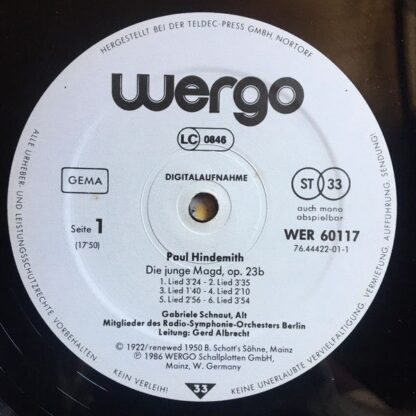 HERGESTELLT BEI DER TELDEC-PRESS GMBH, NORTORF
wergo
LC 0846
DIGITALAUFNAHME
GEMA
ST 33
auch mono
abspielbar
Seite 1
(17'50)
WER 60117
76.44422-01-1
Paul Hindemith
Die junge Magd, op. 23b
1. Lied 3'24 - 2. Lied 3'35
3. Lied 1'40 - 4. Lied 2'10
5. Lied 2'56 - 6. Lied 3'54
Gabriele Schnaut, Alt
Mitglieder des Radio-Symphonie-Orchesters Berlin
Leitung: Gerd Albrecht
© 1922/renewed 1950 B. Schott's Söhne, Mainz
℗ 1986 WERGO Schallplatten GmbH,
Mainz, W. Germany
33
ALLE URHEBER- UND LEISTUNGSSCHUTZRECHTE VORBEHALTEN
KEIN VERLEIH!
KEINE UNERLAUBTE VERVIELFÄLTIGUNG, VERMIETUNG, AUFFÜHRUNG, SENDUNG!